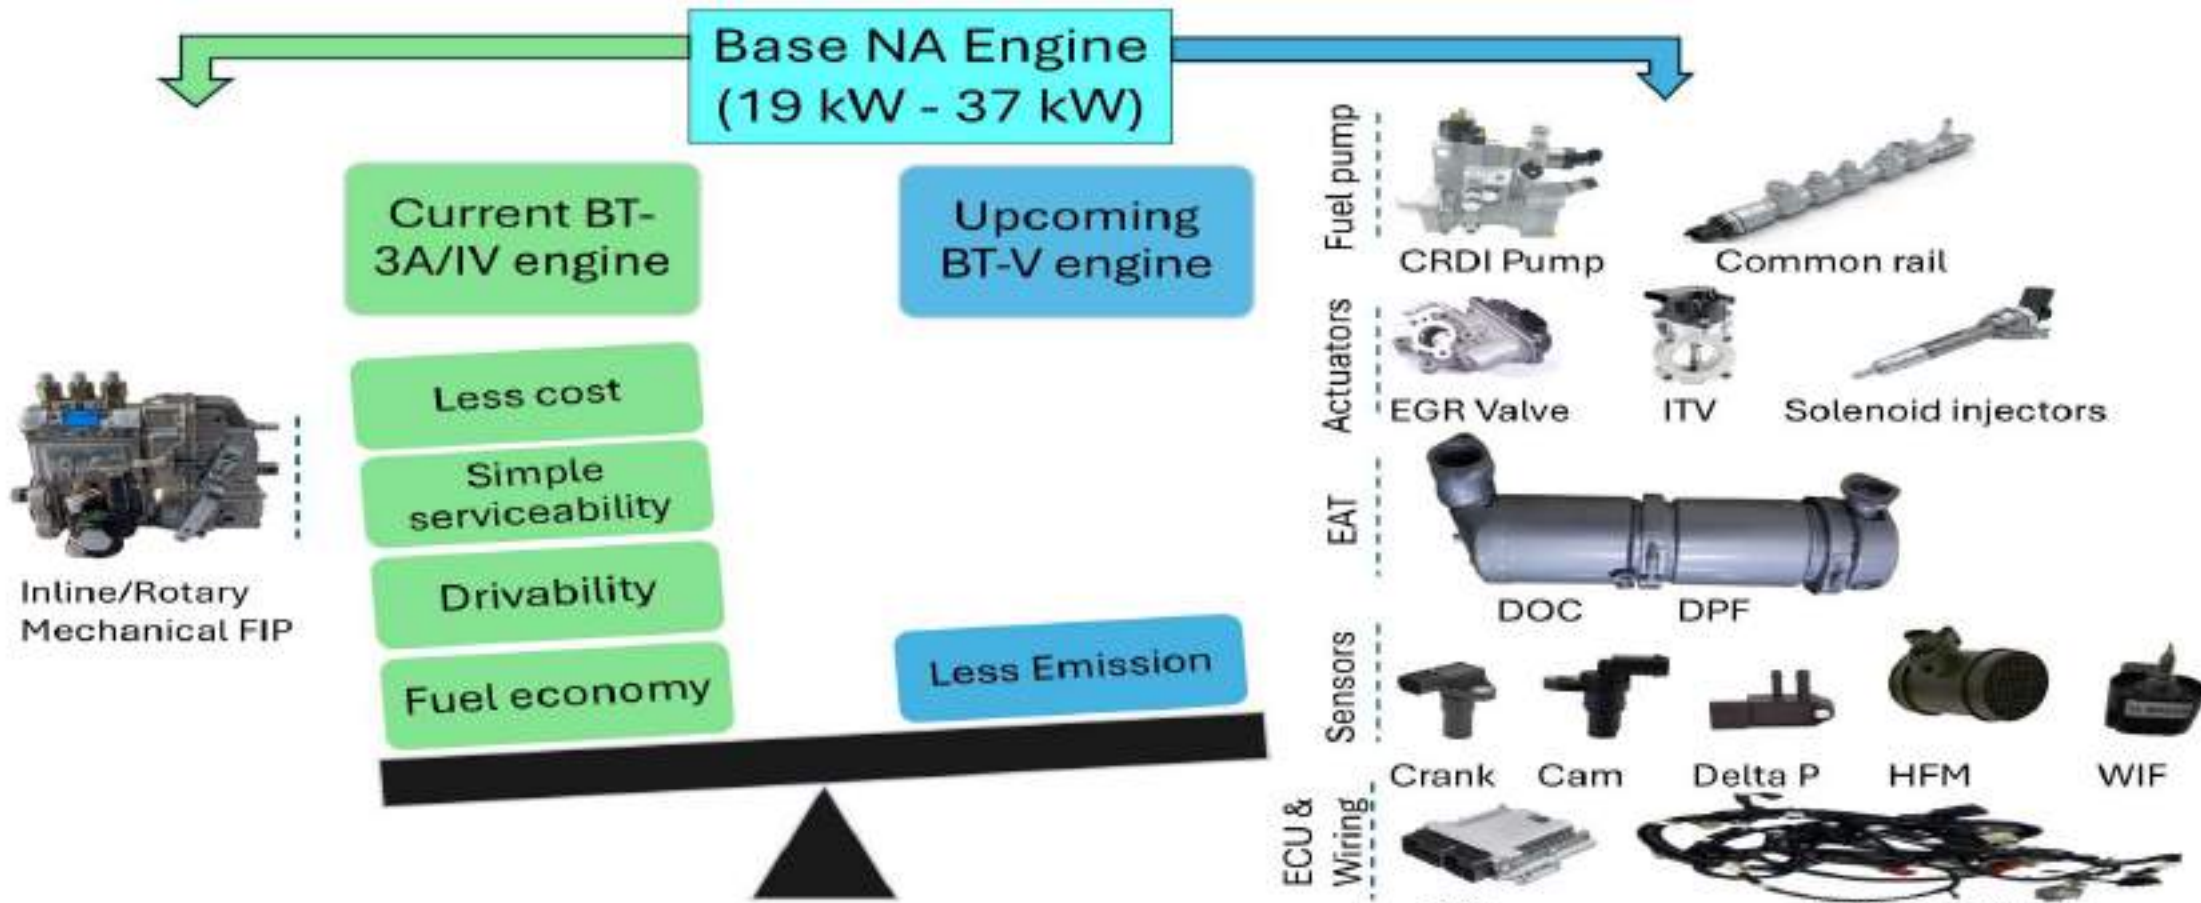 Base NA Engine
(19 kW - 37 kW)
Current BT-
3A/IV engine
Upcoming
BT-V engine
Less cost
Simple
serviceability
Drivability
Fuel economy
Less Emission
Inline/Rotary
Mechanical FIP
Fuel pump
CRDI Pump
Common rail
Actuators
EGR Valve
ITV
Solenoid injectors
EAT
DOC
DPF
Sensors
Crank
Cam
Delta P
HFM
WIF
ECU &
Wiring